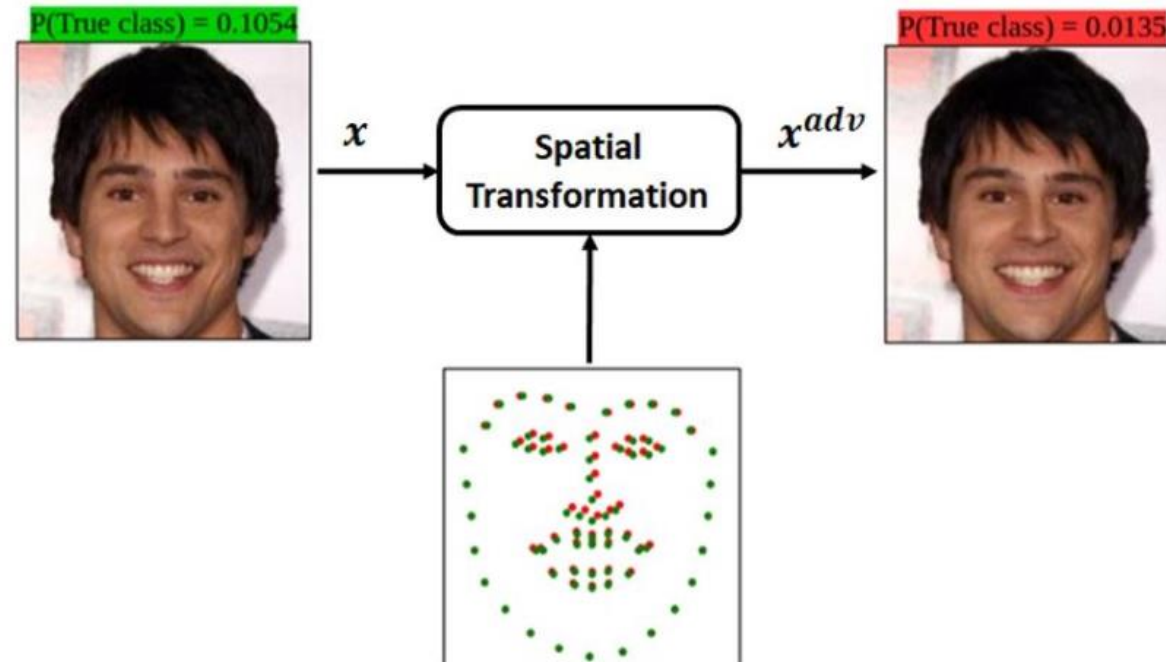 P(True class) = 0.1054
P(True class) = 0.0135
x
Spatial
Transformation
x^{adv}